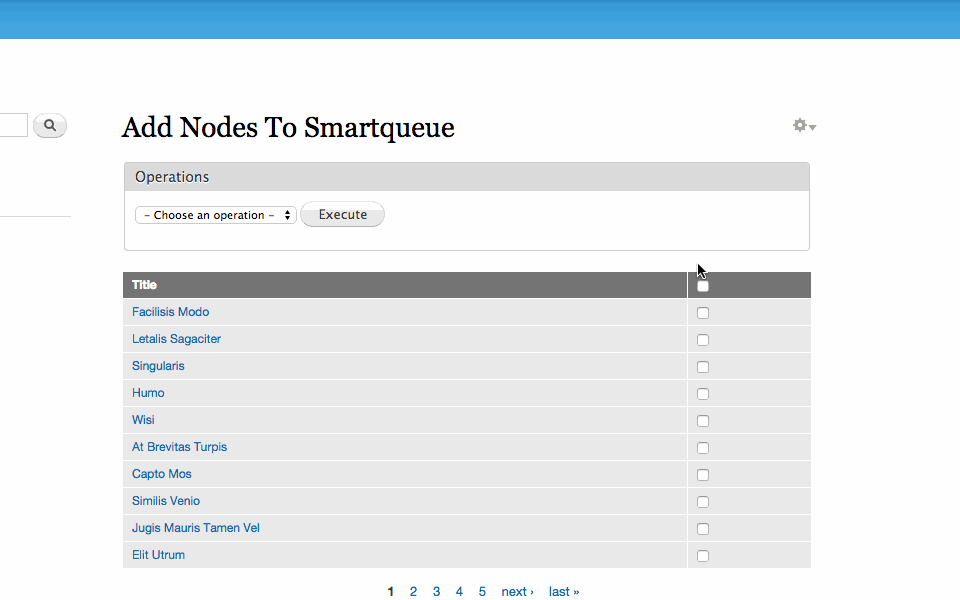 Add Nodes To Smartqueue
Operations
– Choose an operation –
Execute
Title
Facilisis Modo
Letalis Sagaciter
Singularis
Humo
Wisi
At Brevitas Turpis
Capto Mos
Similis Venio
Jugis Mauris Tamen Vel
Elit Utrum
1 2 3 4 5 next › last »